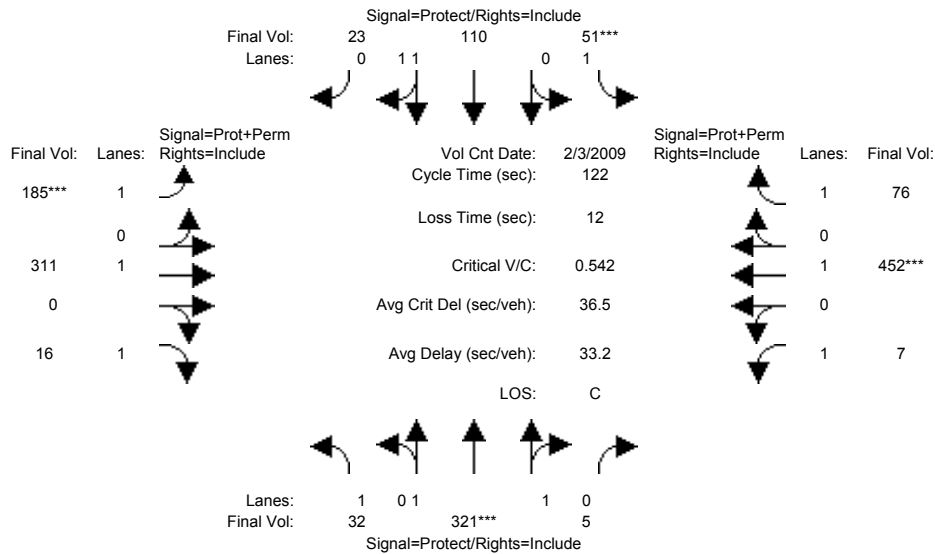 Signal=Protect/Rights=Include
Final Vol: 23 110 51***
Lanes: 0 1 1 0 1
Signal=Prot+Perm
Final Vol: Lanes: Rights=Include
Vol Cnt Date: 2/3/2009
Signal=Prot+Perm
Rights=Include Lanes: Final Vol:
Cycle Time (sec): 122
185*** 1
1 76
Loss Time (sec): 12
0
0
311 1
Critical V/C: 0.542
1 452***
0
Avg Crit Del (sec/veh): 36.5
0
16 1
Avg Delay (sec/veh): 33.2
1 7
LOS: C
Lanes: 1 0 1 1 0
Final Vol: 32 321*** 5
Signal=Protect/Rights=Include